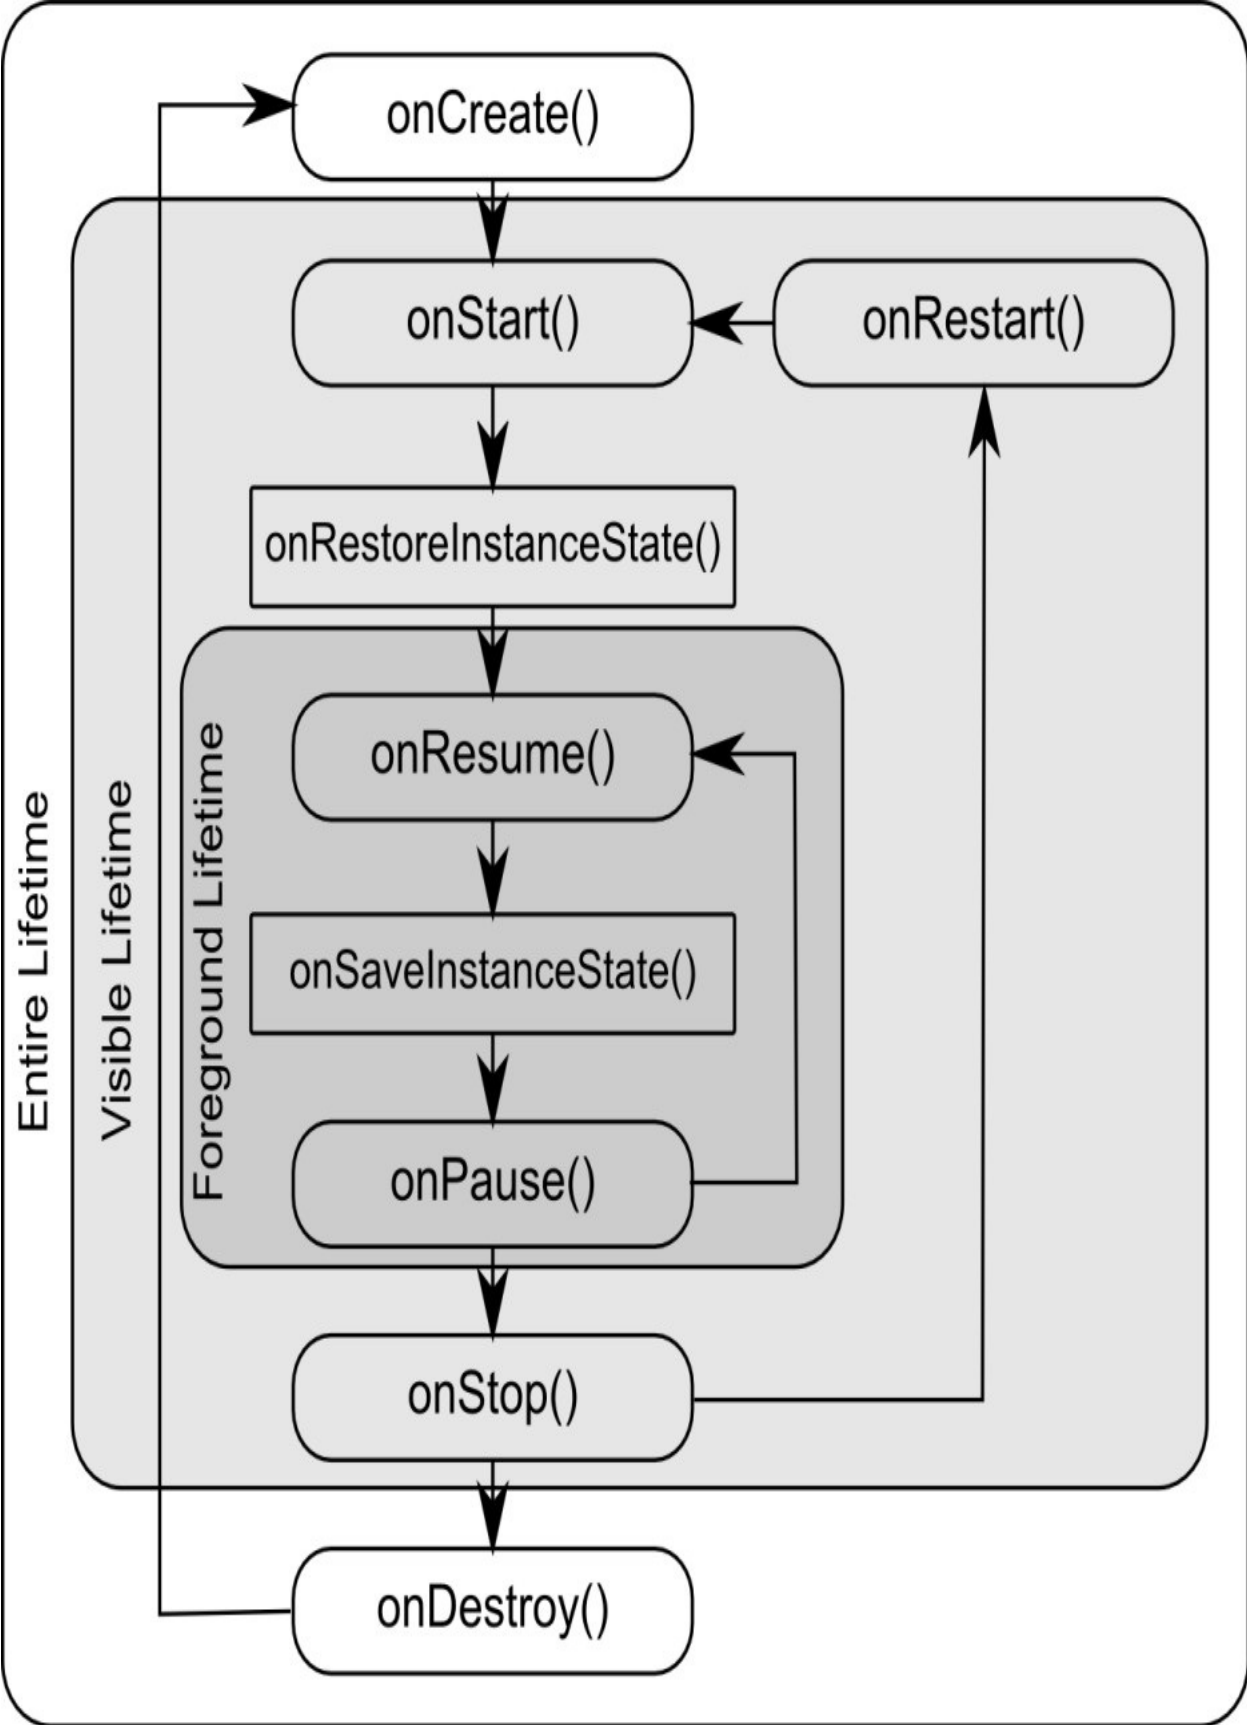 onCreate()
onStart()
onRestart()
onRestoreInstanceState()
onResume()
onSaveInstanceState()
onPause()
onStop()
onDestroy()
Entire Lifetime
Visible Lifetime
Foreground Lifetime